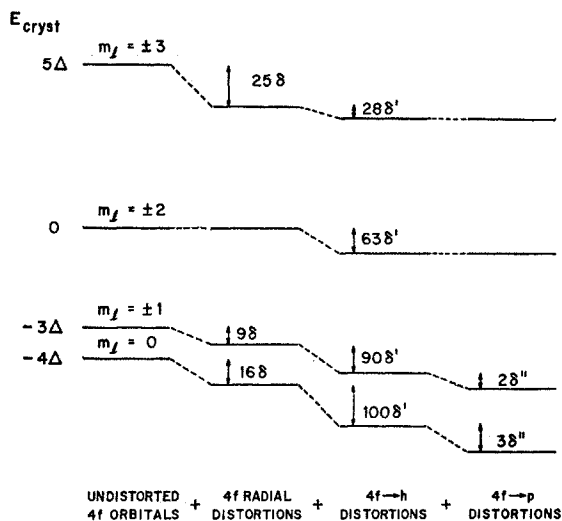 E cryst
5Δ
m_ℓ = ±3
25δ
28δ'
0
m_ℓ = ±2
63δ'
-3Δ
m_ℓ = ±1
9δ
90δ'
2δ"
-4Δ
m_ℓ = 0
16δ
100δ'
3δ"
UNDISTORTED + 4f RADIAL + 4f→h + 4f→p
4f ORBITALS DISTORTIONS DISTORTIONS DISTORTIONS